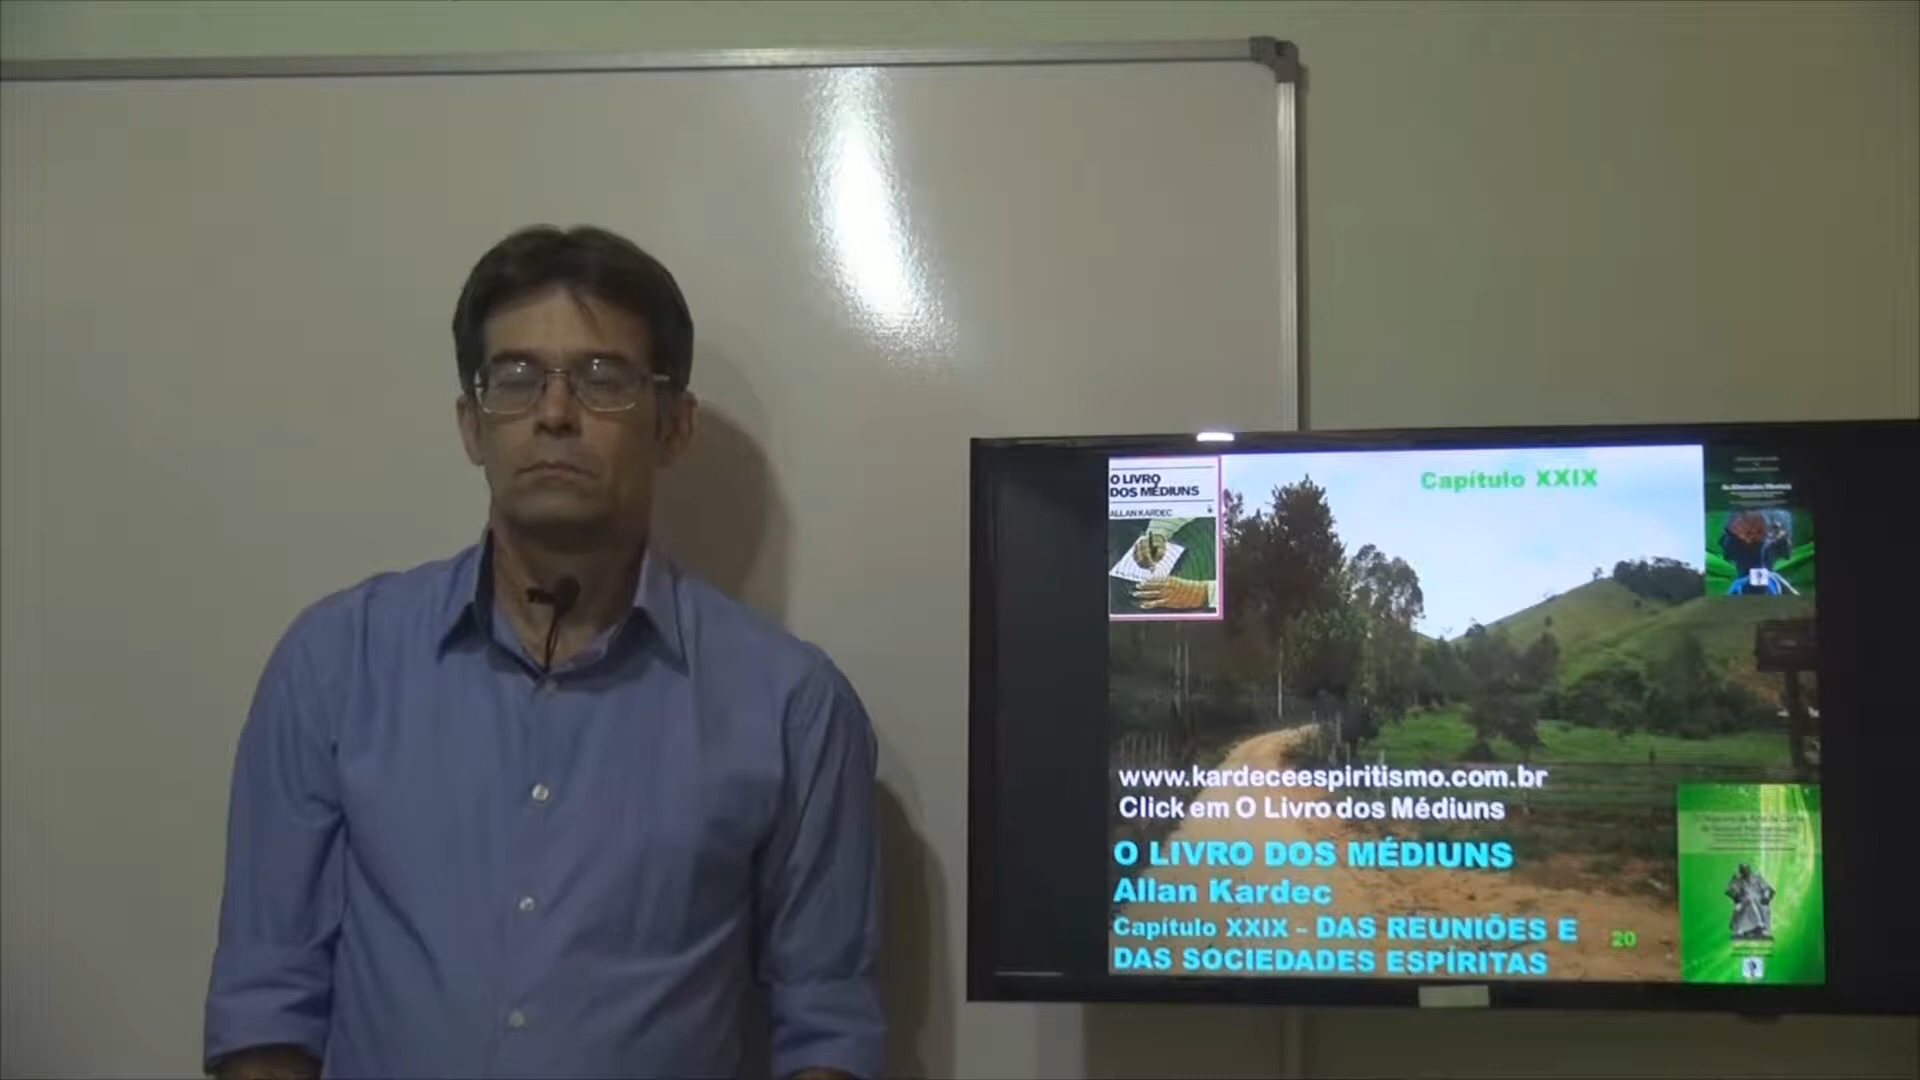 Capítulo XXIX
O LIVRO
DOS MÉDIUNS
ALLAN KARDEC
www.kardeceespiritismo.com.br
Click em O Livro dos Médiuns
O LIVRO DOS MÉDIUNS
Allan Kardec
Capítulo XXIX – DAS REUNIÕES E
DAS SOCIEDADES ESPÍRITAS
20